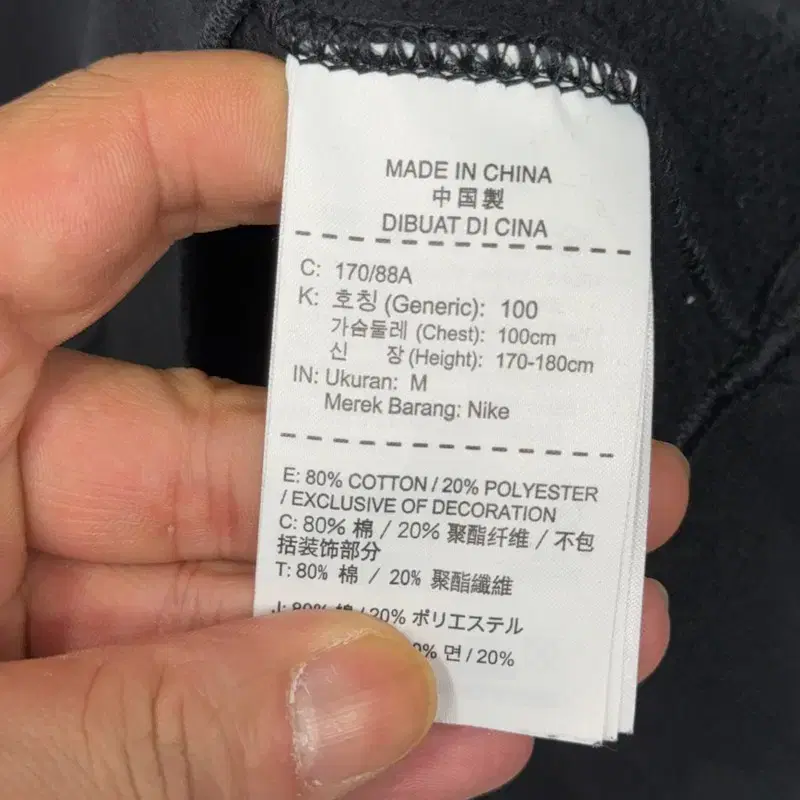 MADE IN CHINA
中国製
DIBUAT DI CINA
C: 170/88A
K: 호칭 (Generic): 100
가슴둘레 (Chest): 100cm
신 장 (Height): 170-180cm
IN: Ukuran: M
Merek Barang: Nike
E: 80% COTTON / 20% POLYESTER
/ EXCLUSIVE OF DECORATION
C: 80% 棉 / 20% 聚酯纤维 / 不包
括装饰部分
T: 80% 棉 / 20% 聚酯纖維
J: 80% 綿 / 20% ポリエステル
% 면 / 20%